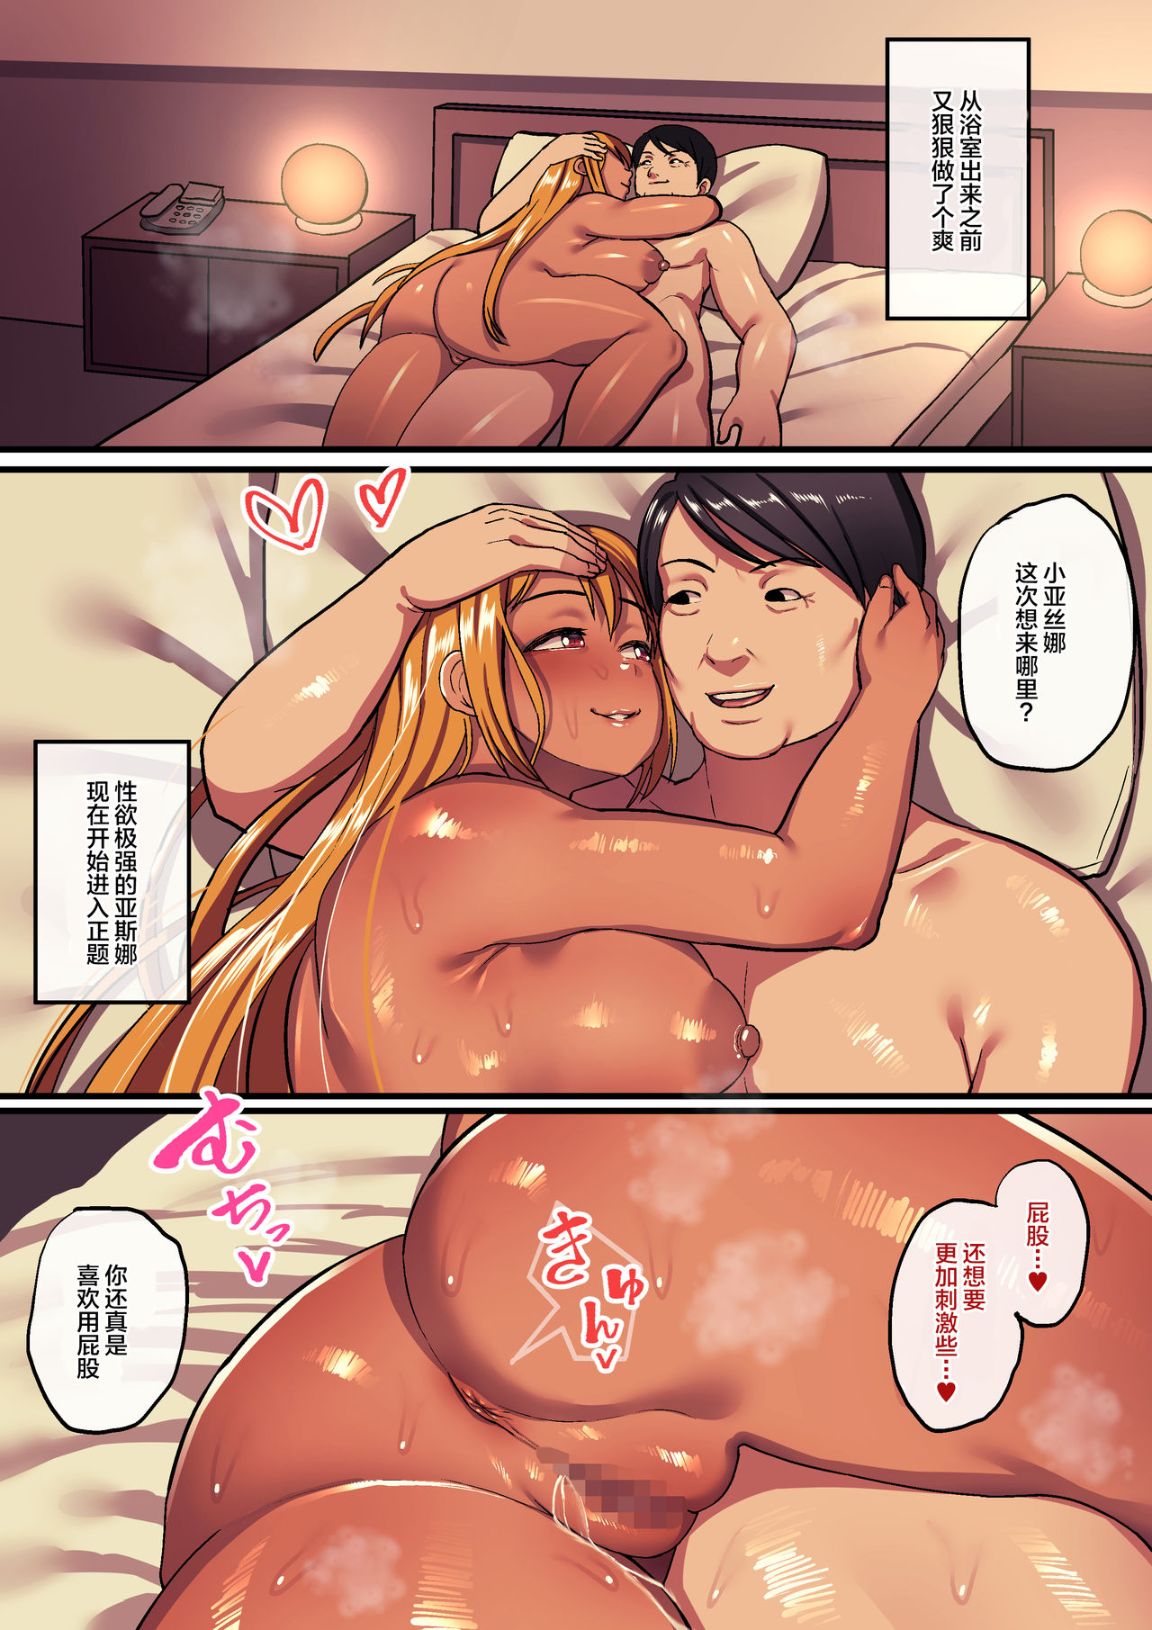 从浴室出来之前
又狠狠做了个爽
小亚丝娜
这次想来哪里？
性欲极强的亚斯娜
现在开始进入正题
屁股…♥
还想要
更加刺激些…♥
きゅんっ
むちっ♥
你还真是
喜欢用屁股